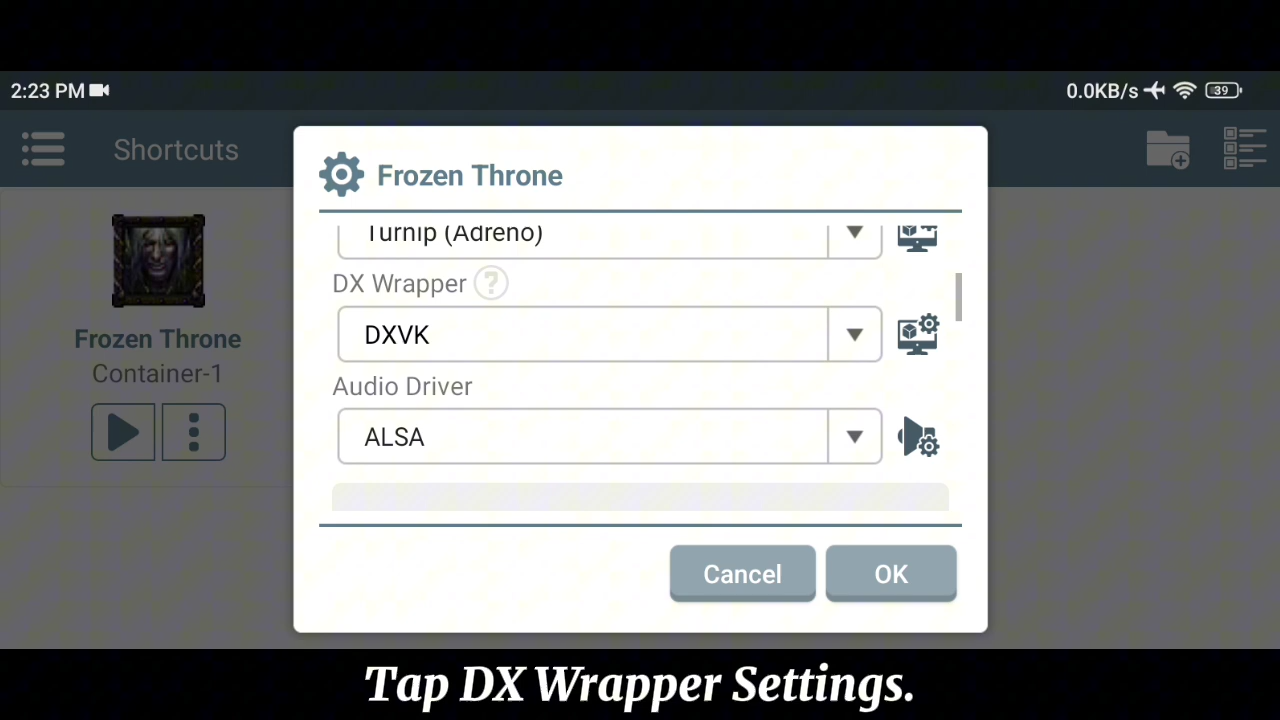 2:23 PM
0.0KB/s
39
Shortcuts
Frozen Throne
Turnip (Adreno)
DX Wrapper ?
DXVK
Audio Driver
ALSA
Cancel
OK
Frozen Throne
Container-1
Tap DX Wrapper Settings.